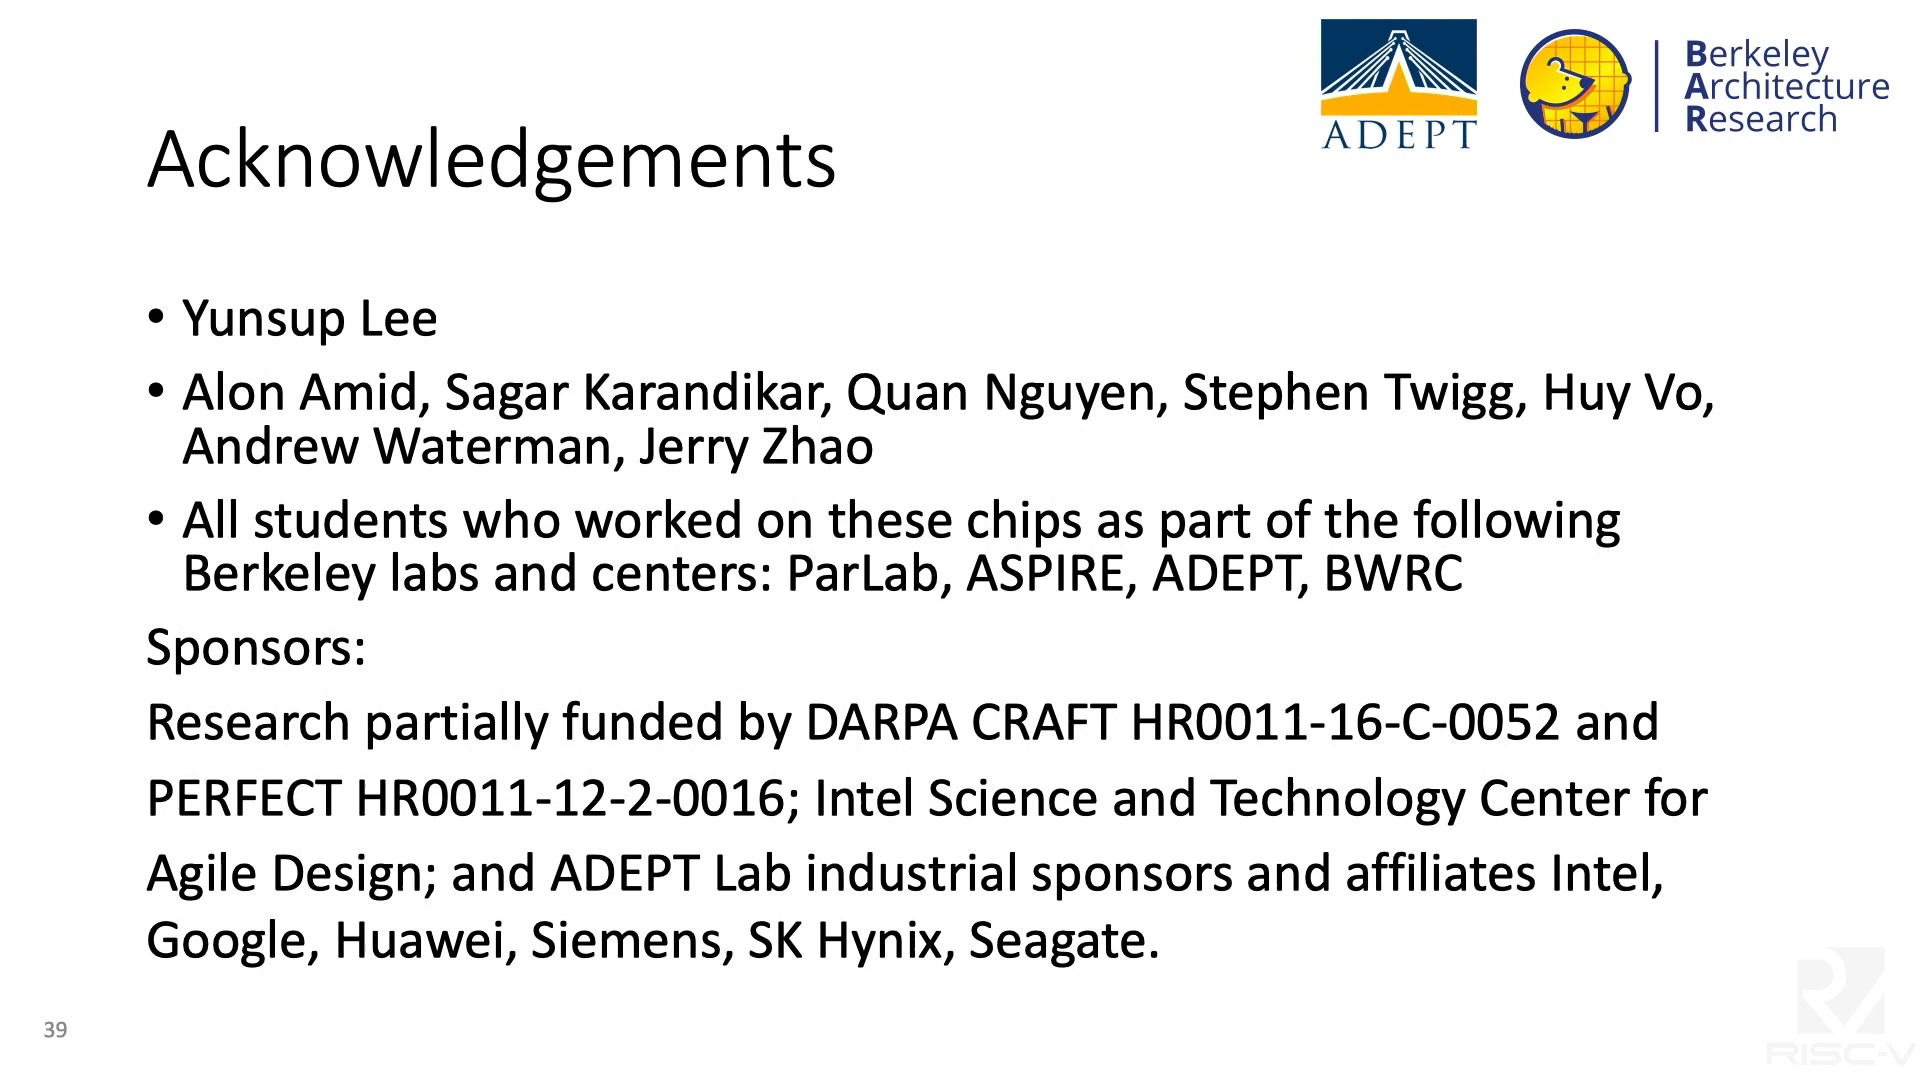 ADEPT
Berkeley
Architecture
Research
Acknowledgements
• Yunsup Lee
• Alon Amid, Sagar Karandikar, Quan Nguyen, Stephen Twigg, Huy Vo,
Andrew Waterman, Jerry Zhao
• All students who worked on these chips as part of the following
Berkeley labs and centers: ParLab, ASPIRE, ADEPT, BWRC
Sponsors:
Research partially funded by DARPA CRAFT HR0011-16-C-0052 and
PERFECT HR0011-12-2-0016; Intel Science and Technology Center for
Agile Design; and ADEPT Lab industrial sponsors and affiliates Intel,
Google, Huawei, Siemens, SK Hynix, Seagate.
39
RISC-V